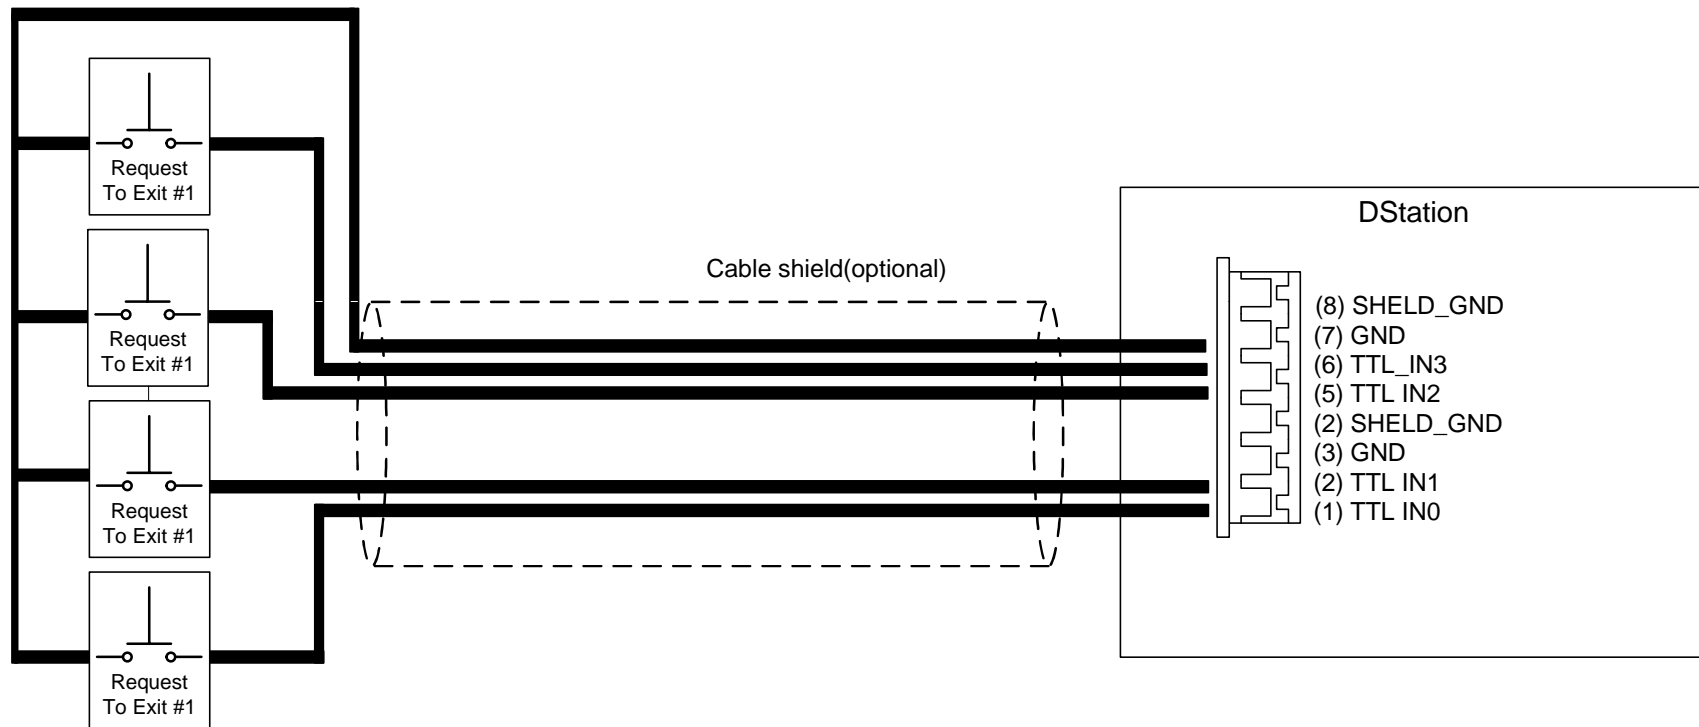 Request
To Exit #1
Request
To Exit #1
Request
To Exit #1
Request
To Exit #1
Cable shield(optional)
DStation
(8) SHELD_GND
(7) GND
(6) TTL_IN3
(5) TTL IN2
(2) SHELD_GND
(3) GND
(2) TTL IN1
(1) TTL IN0